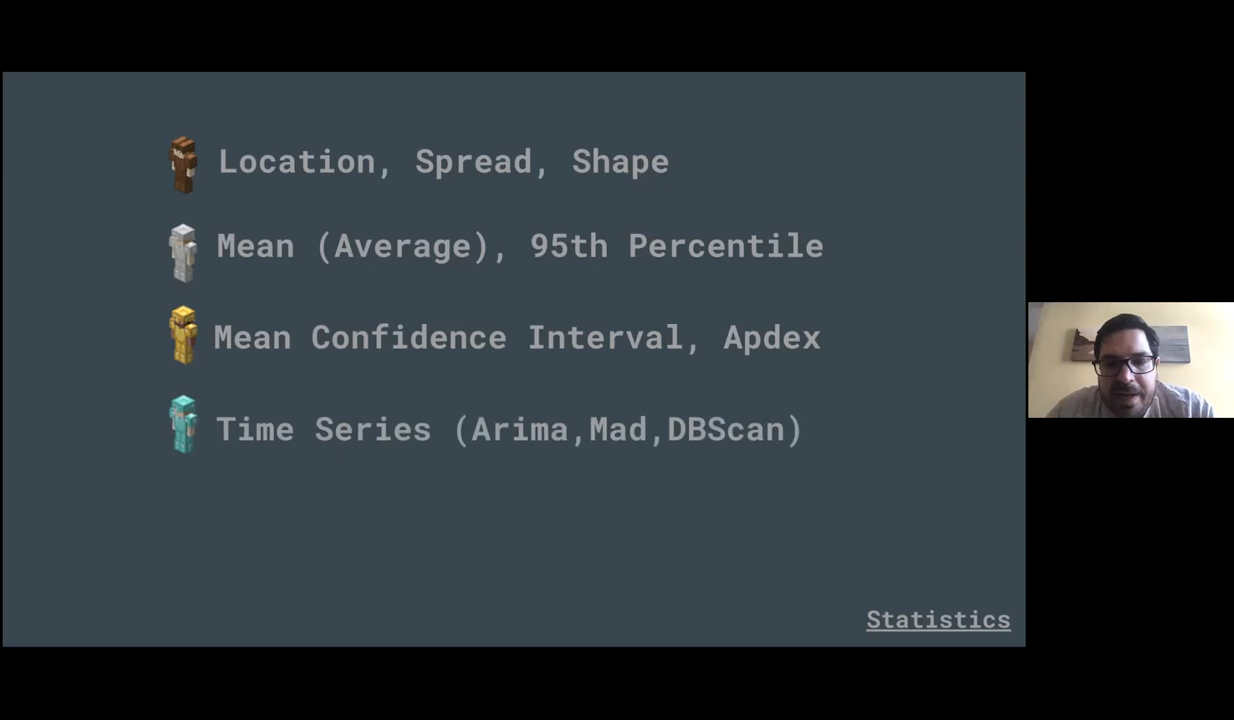 Location, Spread, Shape
Mean (Average), 95th Percentile
Mean Confidence Interval, Apdex
Time Series (Arima,Mad,DBScan)
Statistics